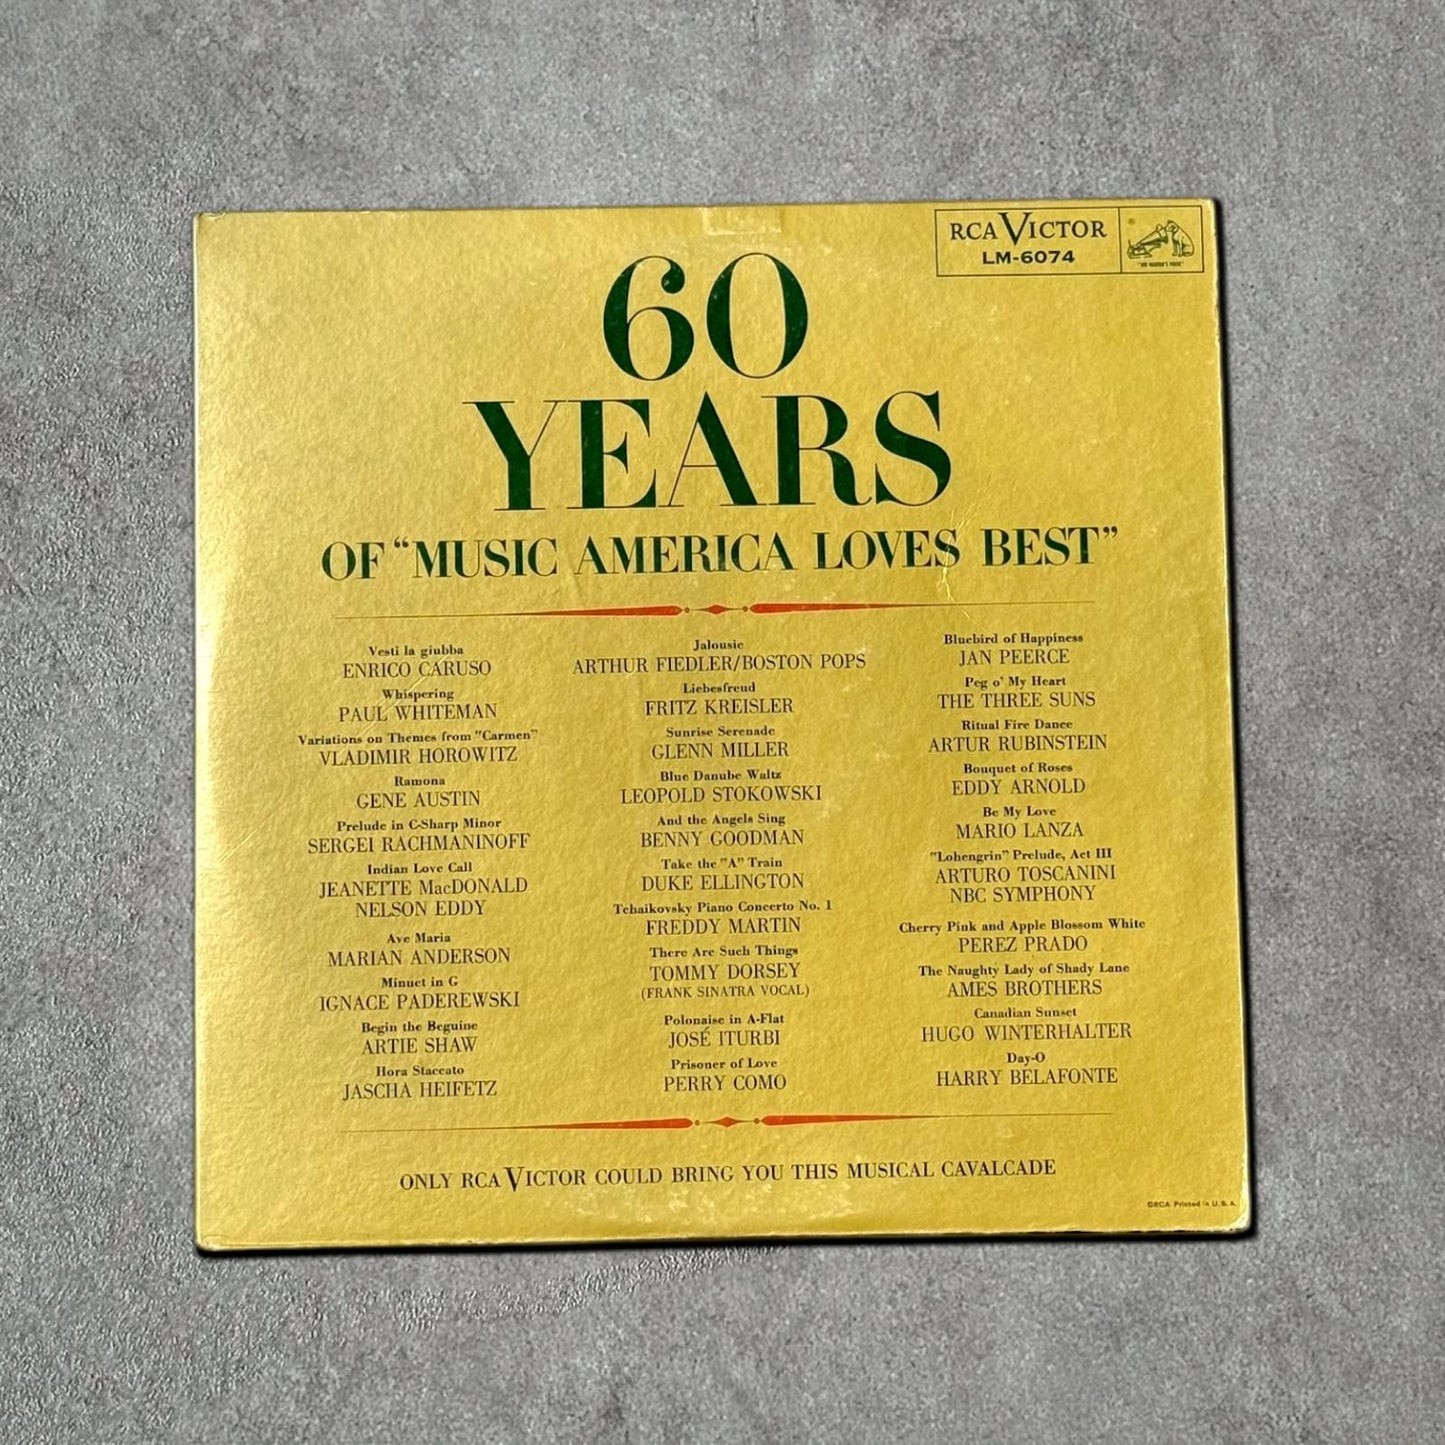 RCA VICTOR
LM-6074
"HIS MASTER'S VOICE"
60
YEARS
OF “MUSIC AMERICA LOVES BEST”
Vesti la giubba
ENRICO CARUSO
Whispering
PAUL WHITEMAN
Variations on Themes from "Carmen"
VLADIMIR HOROWITZ
Ramona
GENE AUSTIN
Prelude in C-Sharp Minor
SERGEI RACHMANINOFF
Indian Love Call
JEANETTE MacDONALD
NELSON EDDY
Ave Maria
MARIAN ANDERSON
Minuet in G
IGNACE PADEREWSKI
Begin the Beguine
ARTIE SHAW
Hora Staccato
JASCHA HEIFETZ
Jalousie
ARTHUR FIEDLER/BOSTON POPS
Liebesfreud
FRITZ KREISLER
Sunrise Serenade
GLENN MILLER
Blue Danube Waltz
LEOPOLD STOKOWSKI
And the Angels Sing
BENNY GOODMAN
Take the "A" Train
DUKE ELLINGTON
Tchaikovsky Piano Concerto No. 1
FREDDY MARTIN
There Are Such Things
TOMMY DORSEY
(FRANK SINATRA VOCAL)
Polonaise in A-Flat
JOSÉ ITURBI
Prisoner of Love
PERRY COMO
Bluebird of Happiness
JAN PEERCE
Peg o' My Heart
THE THREE SUNS
Ritual Fire Dance
ARTUR RUBINSTEIN
Bouquet of Roses
EDDY ARNOLD
Be My Love
MARIO LANZA
"Lohengrin" Prelude, Act III
ARTURO TOSCANINI
NBC SYMPHONY
Cherry Pink and Apple Blossom White
PEREZ PRADO
The Naughty Lady of Shady Lane
AMES BROTHERS
Canadian Sunset
HUGO WINTERHALTER
Day-O
HARRY BELAFONTE
ONLY RCA VICTOR COULD BRING YOU THIS MUSICAL CAVALCADE
©RCA Printed in U.S.A.